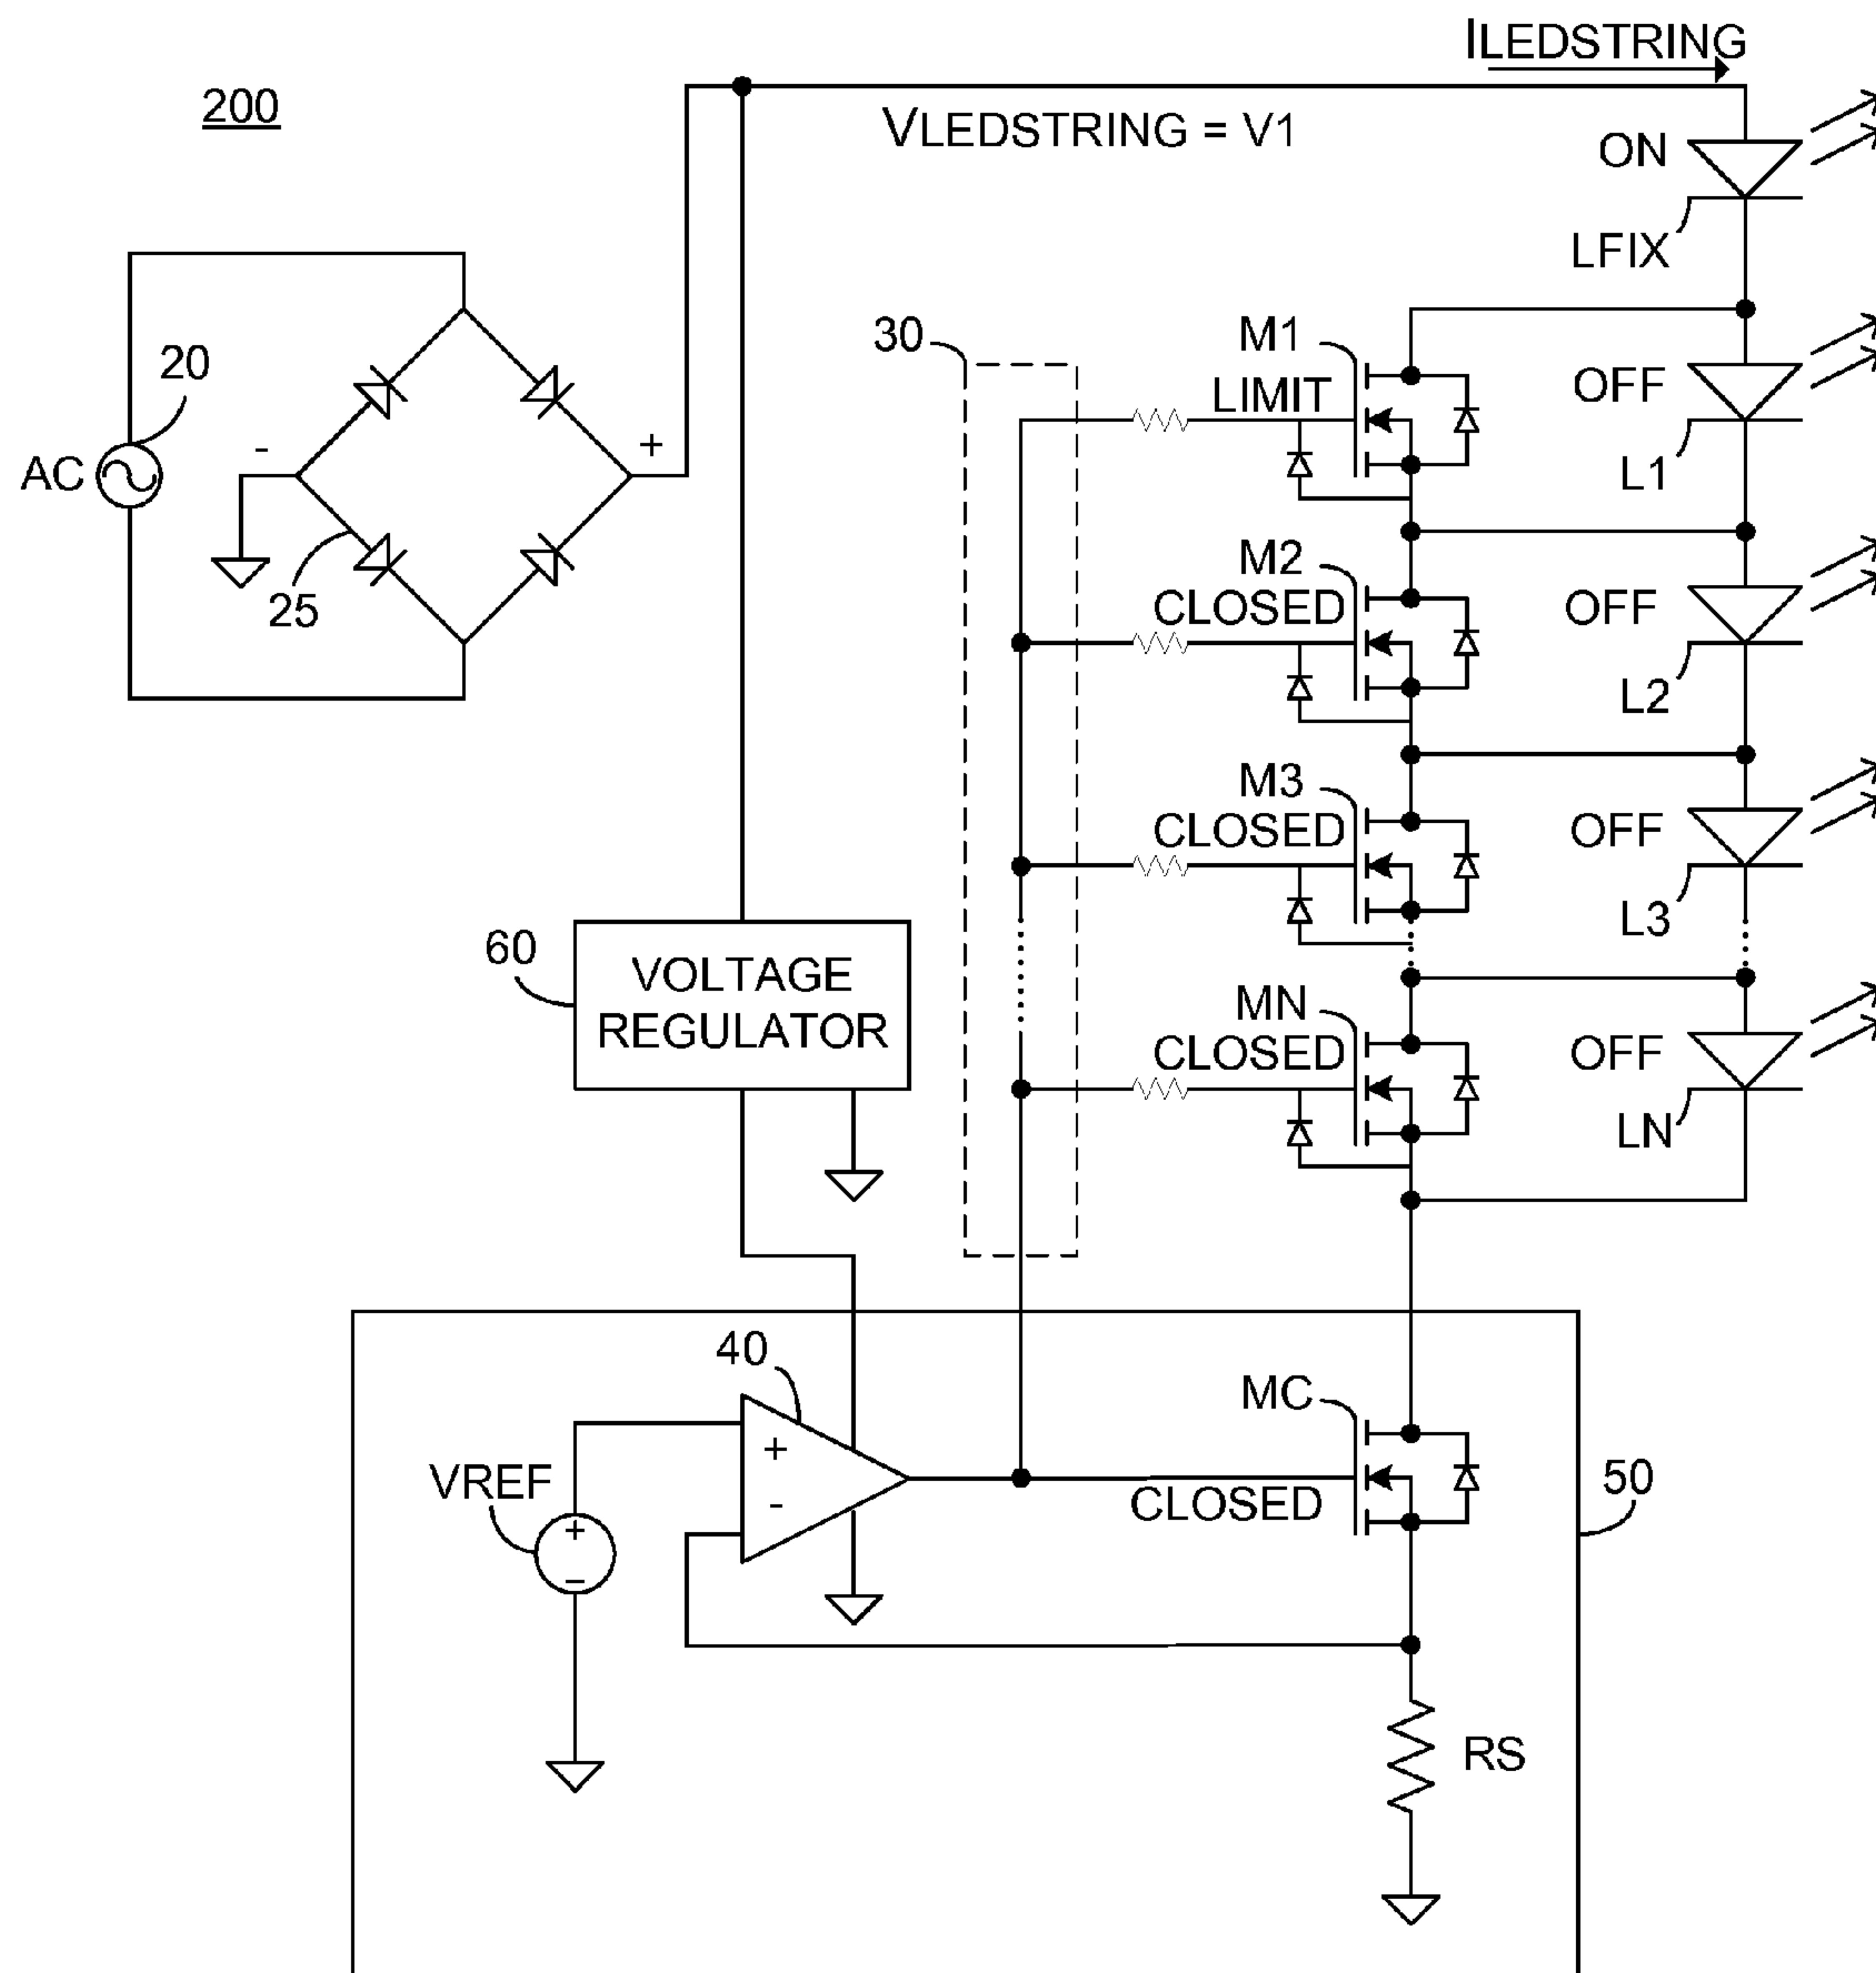 ILEDSTRING
200
VLEDSTRING = V1
ON
LFIX
30
M1
20
LIMIT
OFF
+
-
AC
L1
M2
25
CLOSED
OFF
L2
M3
CLOSED
OFF
L3
60
VOLTAGE
REGULATOR
MN
CLOSED
OFF
LN
40
MC
+
VREF
50
-
CLOSED
+
−
RS